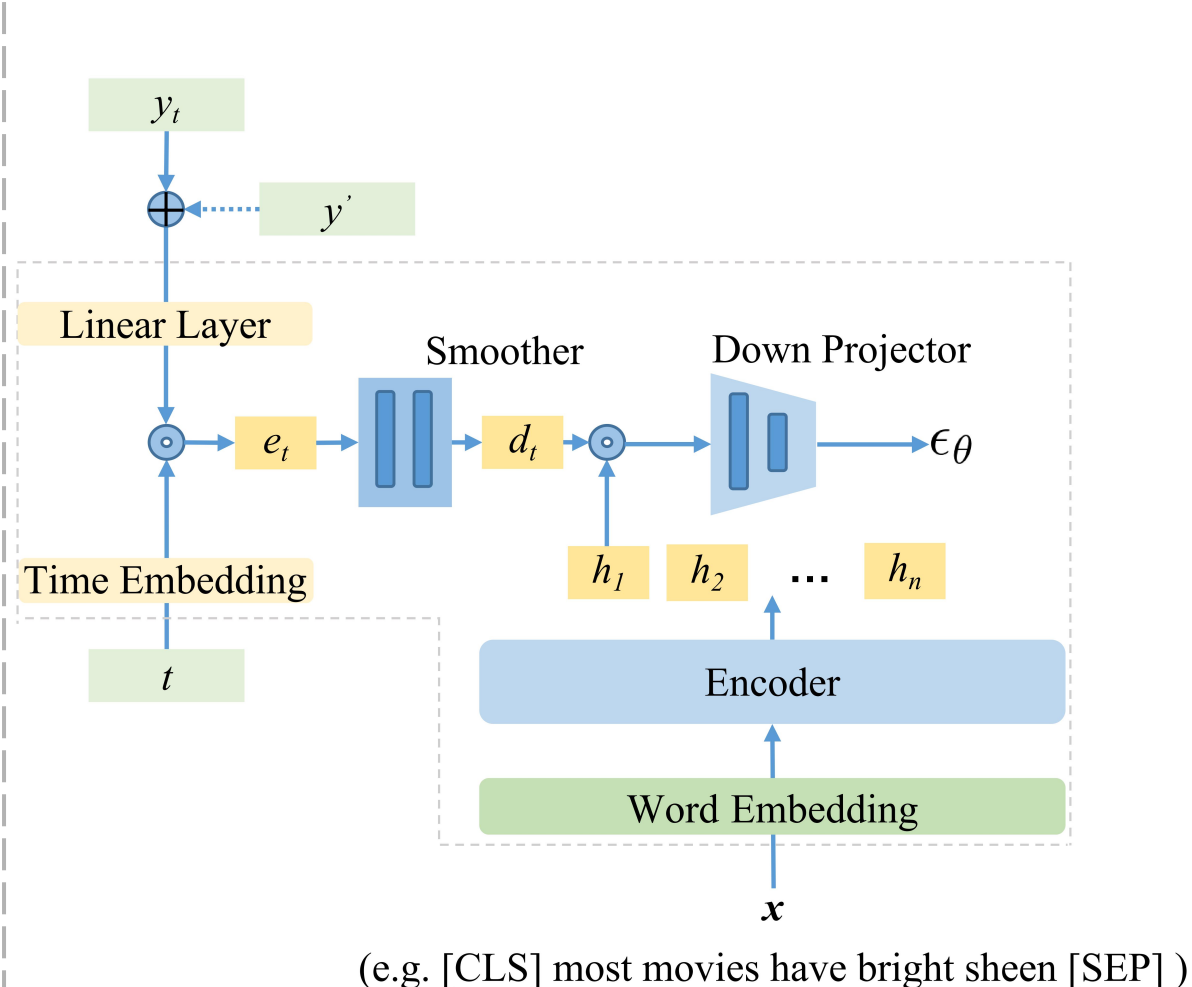 y_t
y’
Linear Layer
Smoother
Down Projector
e_t
d_t
ϵ_θ
Time Embedding
h_1
h_2
...
h_n
t
Encoder
Word Embedding
x
(e.g. [CLS] most movies have bright sheen [SEP] )